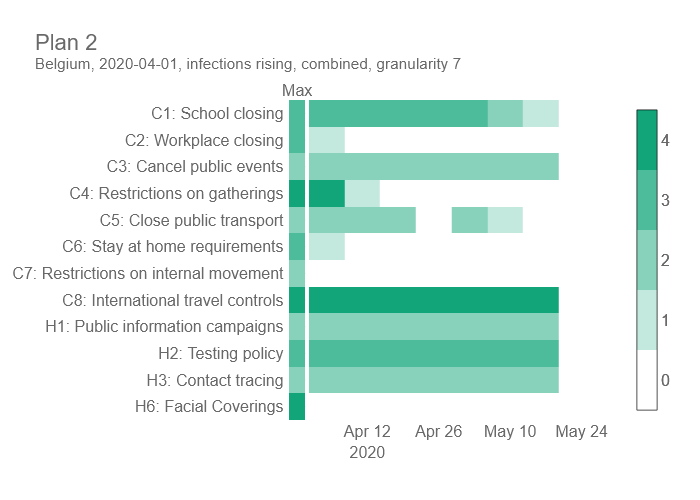 Plan 2
Belgium, 2020-04-01, infections rising, combined, granularity 7
Max
C1: School closing
C2: Workplace closing
C3: Cancel public events
C4: Restrictions on gatherings
C5: Close public transport
C6: Stay at home requirements
C7: Restrictions on internal movement
C8: International travel controls
H1: Public information campaigns
H2: Testing policy
H3: Contact tracing
H6: Facial Coverings
Apr 12
2020
Apr 26
May 10
May 24
4
3
2
1
0